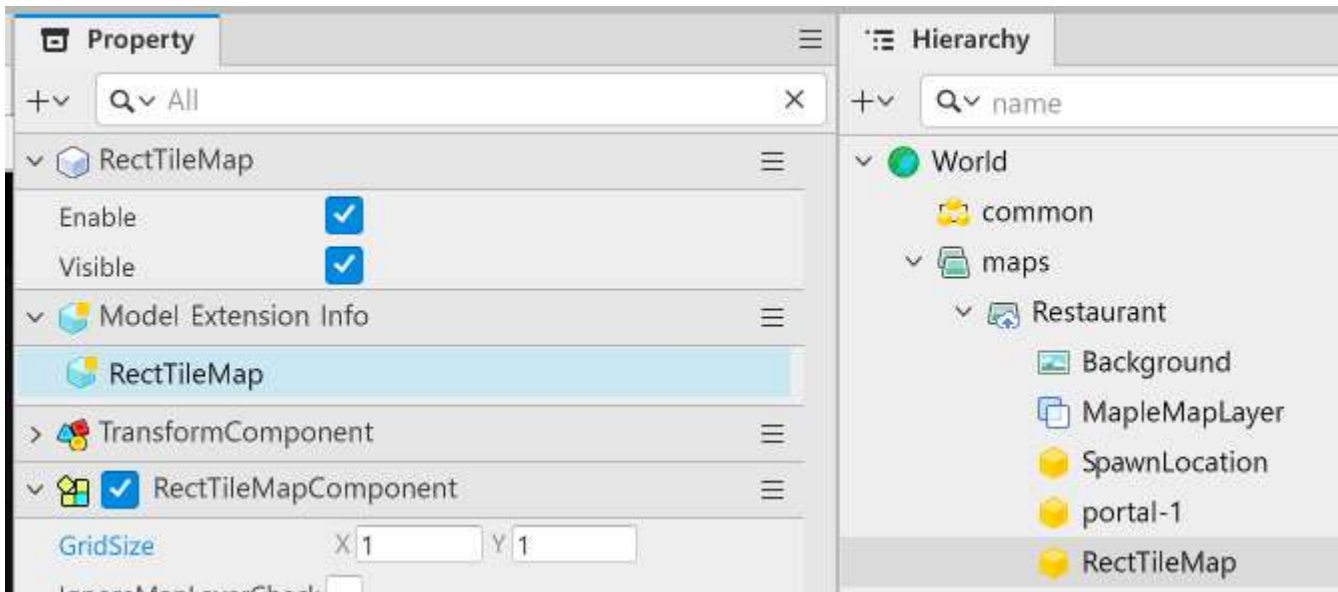 Property
All
RectTileMap
Enable
Visible
Model Extension Info
RectTileMap
TransformComponent
RectTileMapComponent
GridSize X 1 Y 1
IgnoreMapLayerCheck
Hierarchy
name
World
common
maps
Restaurant
Background
MapleMapLayer
SpawnLocation
portal-1
RectTileMap